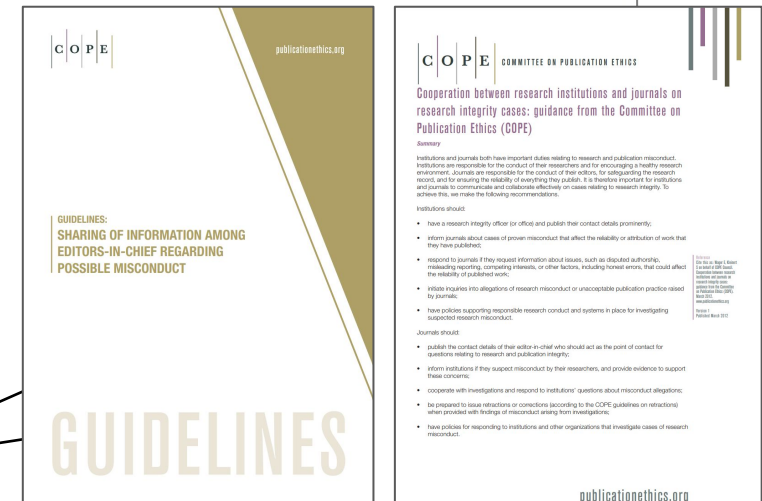 COPE
publicationethics.org
GUIDELINES:
SHARING OF INFORMATION AMONG
EDITORS-IN-CHIEF REGARDING
POSSIBLE MISCONDUCT
GUIDELINES
COPE COMMITTEE ON PUBLICATION ETHICS
Cooperation between research institutions and journals on
research integrity cases: guidance from the Committee on
Publication Ethics (COPE)
Summary
Institutions and journals both have important duties relating to research and publication misconduct.
Institutions are responsible for the conduct of their researchers and for encouraging a healthy research
environment. Journals are responsible for the conduct of their editors, for safeguarding the research
record, and for ensuring the reliability of everything they publish. It is therefore important for institutions
and journals to communicate and collaborate effectively on cases relating to research integrity. To
achieve this, we make the following recommendations.
Institutions should:
• have a research integrity officer (or office) and publish their contact details prominently;
• inform journals about cases of proven misconduct that affect the reliability or attribution of work that
they have published;
• respond to journals if they request information about issues, such as disputed authorship,
misleading reporting, competing interests, or other factors, including honest errors, that could affect
the reliability of published work;
• initiate inquiries into allegations of research misconduct or unacceptable publication practice raised
by journals;
• have policies supporting responsible research conduct and systems in place for investigating
suspected research misconduct.
Journals should:
• publish the contact details of their editor-in-chief who should act as the point of contact for
questions relating to research and publication integrity;
• inform institutions if they suspect misconduct by their researchers, and provide evidence to support
these concerns;
• cooperate with investigations and respond to institutions' questions about misconduct allegations;
• be prepared to issue retractions or corrections (according to the COPE guidelines on retractions)
when provided with findings of misconduct arising from investigations;
• have policies for responding to institutions and other organizations that investigate cases of research
misconduct.
March 2012
www.publicationethics.org
Version 1
Published March 2012
publicationethics.org